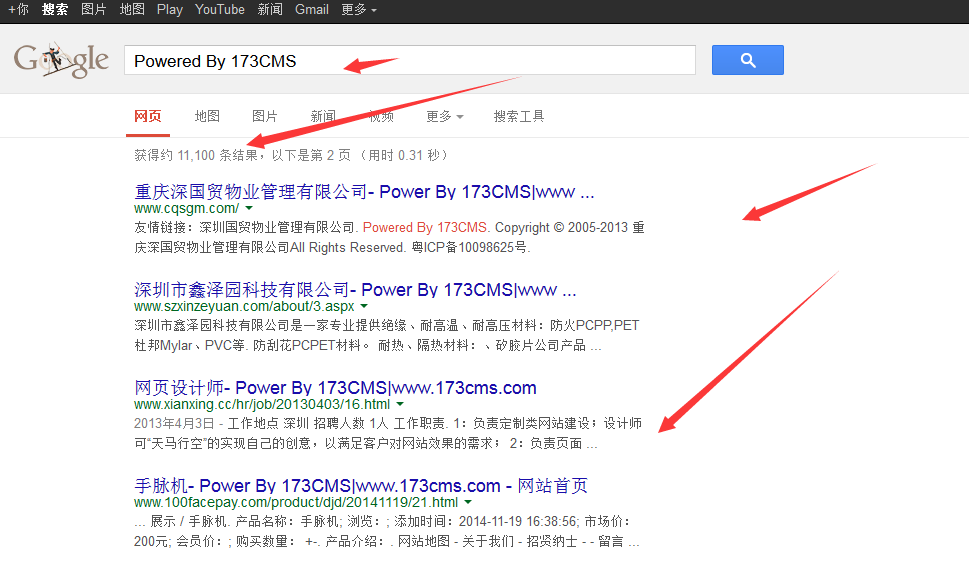 +你 搜索 图片 地图 Play YouTube 新闻 Gmail 更多
Google
Powered By 173CMS
网页 地图 图片 新闻 视频 更多 搜索工具
获得约 11,100 条结果，以下是第 2 页 （用时 0.31 秒）
重庆深国贸物业管理有限公司- Power By 173CMS|www ...
www.cqsgm.com/
友情链接：深圳国贸物业管理有限公司. Powered By 173CMS. Copyright © 2005-2013 重
庆深国贸物业管理有限公司All Rights Reserved. 粤ICP备10098625号.
深圳市鑫泽园科技有限公司- Power By 173CMS|www ...
www.szxinzeyuan.com/about/3.aspx
深圳市鑫泽园科技有限公司是一家专业提供绝缘、耐高温、耐高压材料：防火PCPP,PET
杜邦Mylar、PVC等. 防刮花PCPET材料。 耐热、隔热材料：、矽胶片公司产品 ...
网页设计师- Power By 173CMS|www.173cms.com
www.xianxing.cc/hr/job/20130403/16.html
2013年4月3日 - 工作地点 深圳 招聘人数 1人 工作职责. 1：负责定制类网站建设；设计师
可“天马行空”的实现自己的创意，以满足客户对网站效果的需求； 2：负责页面 ...
手脉机- Power By 173CMS|www.173cms.com - 网站首页
www.100facepay.com/product/djd/20141119/21.html
... 展示 / 手脉机. 产品名称：手脉机; 浏览：; 添加时间：2014-11-19 16:38:56; 市场价：
200元; 会员价：; 购买数量： +-. 产品介绍：. 网站地图 - 关于我们 - 招贤纳士 - - 留言 ...